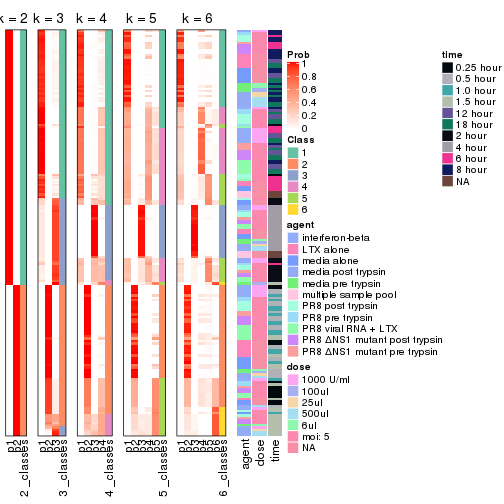 k = 2
k = 3
k = 4
k = 5
k = 6
p1
p2
2_classes
p1
p2
p3
3_classes
p1
p2
p3
p4
4_classes
p1
p2
p3
p4
p5
5_classes
p1
p2
p3
p4
p5
p6
6_classes
agent
dose
time
Prob
1
0.8
0.6
0.4
0.2
0
Class
1
2
3
4
5
6
agent
interferon-beta
LTX alone
media alone
media post trypsin
media pre trypsin
multiple sample pool
PR8 post trypsin
PR8 pre trypsin
PR8 viral RNA + LTX
PR8 ΔNS1 mutant post trypsin
PR8 ΔNS1 mutant pre trypsin
dose
1000 U/ml
100ul
25ul
500ul
6ul
moi: 5
NA
time
0.25 hour
0.5 hour
1.0 hour
1.5 hour
12 hour
18 hour
2 hour
4 hour
6 hour
8 hour
NA